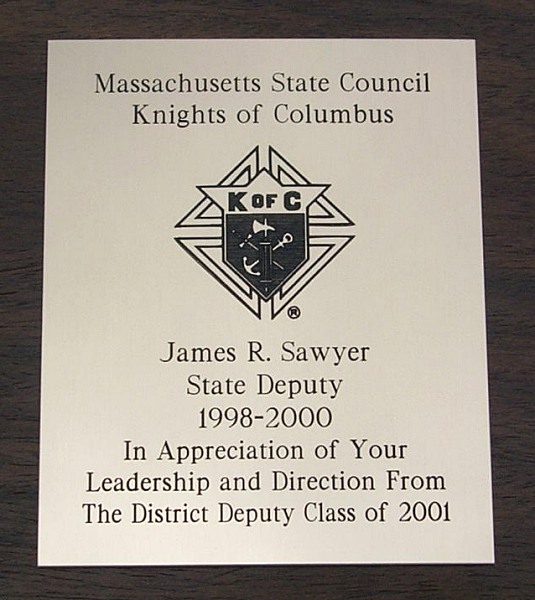 Massachusetts State Council
Knights of Columbus
K OF C
®
James R. Sawyer
State Deputy
1998-2000
In Appreciation of Your
Leadership and Direction From
The District Deputy Class of 2001